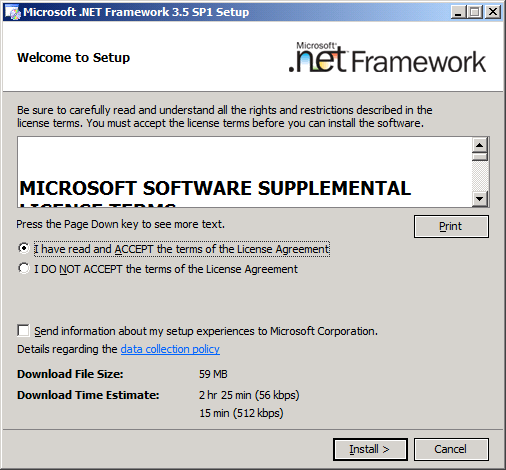 Microsoft .NET Framework 3.5 SP1 Setup
Welcome to Setup
Microsoft®
.net Framework
Be sure to carefully read and understand all the rights and restrictions described in the
license terms. You must accept the license terms before you can install the software.
MICROSOFT SOFTWARE SUPPLEMENTAL
LICENSE TERMS
Press the Page Down key to see more text.
Print
I have read and ACCEPT the terms of the License Agreement
I DO NOT ACCEPT the terms of the License Agreement
Send information about my setup experiences to Microsoft Corporation.
Details regarding the data collection policy
Download File Size: 59 MB
Download Time Estimate: 2 hr 25 min (56 kbps)
15 min (512 kbps)
Install >
Cancel